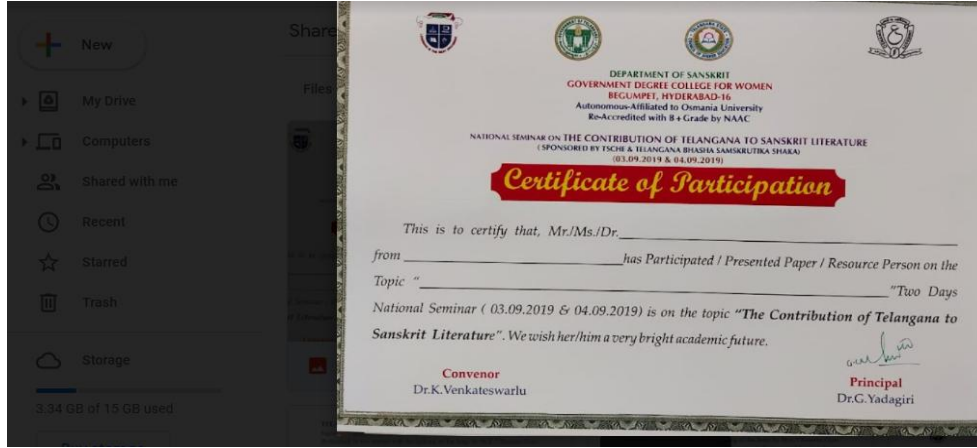 New
My Drive
Computers
Shared with me
Recent
Starred
Trash
Storage
3.34 GB of 15 GB used
Buy storage
Share
Files
DEPARTMENT OF SANSKRIT
GOVERNMENT DEGREE COLLEGE FOR WOMEN
BEGUMPET, HYDERABAD-16
Autonomous-Affiliated to Osmania University
Re-Accredited with B + Grade by NAAC
NATIONAL SEMINAR ON THE CONTRIBUTION OF TELANGANA TO SANSKRIT LITERATURE
( SPONSORED BY TSCHE & TELANGANA BHASHA SAMSKRUTIKA SHAKA)
(03.09.2019 & 04.09.2019)
Certificate of Participation
This is to certify that, Mr./Ms./Dr.
from has Participated / Presented Paper / Resource Person on the
Topic " "Two Days
National Seminar ( 03.09.2019 & 04.09.2019) is on the topic "The Contribution of Telangana to
Sanskrit Literature". We wish her/him a very bright academic future.
Convenor
Dr.K.Venkateswarlu
Principal
Dr.G.Yadagiri